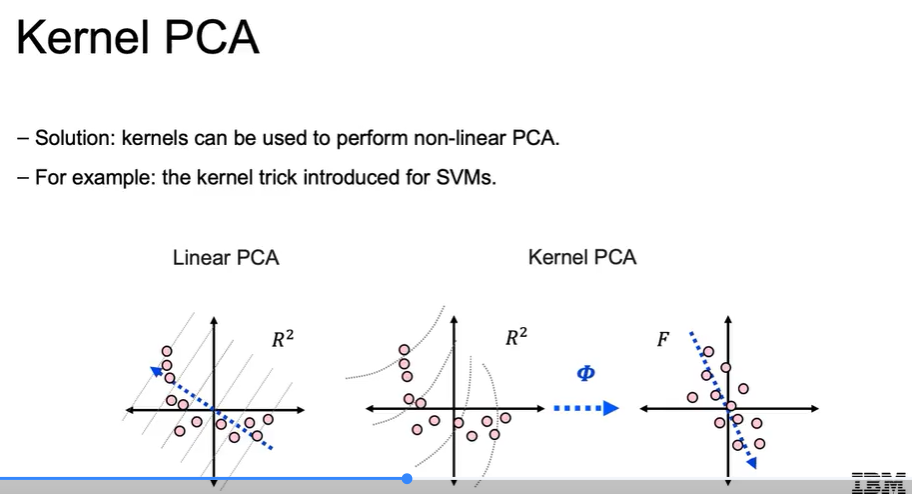 Kernel PCA
– Solution: kernels can be used to perform non-linear PCA.
– For example: the kernel trick introduced for SVMs.
Linear PCA
Kernel PCA
R²
R²
Φ
F
IBM